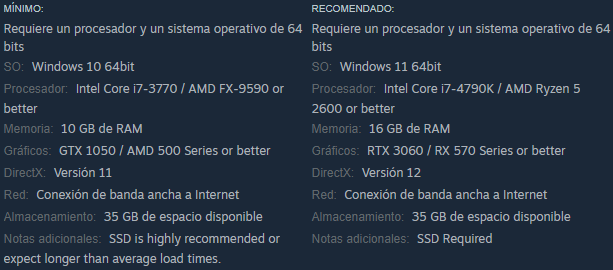 MÍNIMO:
Requiere un procesador y un sistema operativo de 64
bits
SO: Windows 10 64bit
Procesador: Intel Core i7-3770 / AMD FX-9590 or
better
Memoria: 10 GB de RAM
Gráficos: GTX 1050 / AMD 500 Series or better
DirectX: Versión 11
Red: Conexión de banda ancha a Internet
Almacenamiento: 35 GB de espacio disponible
Notas adicionales: SSD is highly recommended or
expect longer than average load times.
RECOMENDADO:
Requiere un procesador y un sistema operativo de 64
bits
SO: Windows 11 64bit
Procesador: Intel Core i7-4790K / AMD Ryzen 5
2600 or better
Memoria: 16 GB de RAM
Gráficos: RTX 3060 / RX 570 Series or better
DirectX: Versión 12
Red: Conexión de banda ancha a Internet
Almacenamiento: 35 GB de espacio disponible
Notas adicionales: SSD Required